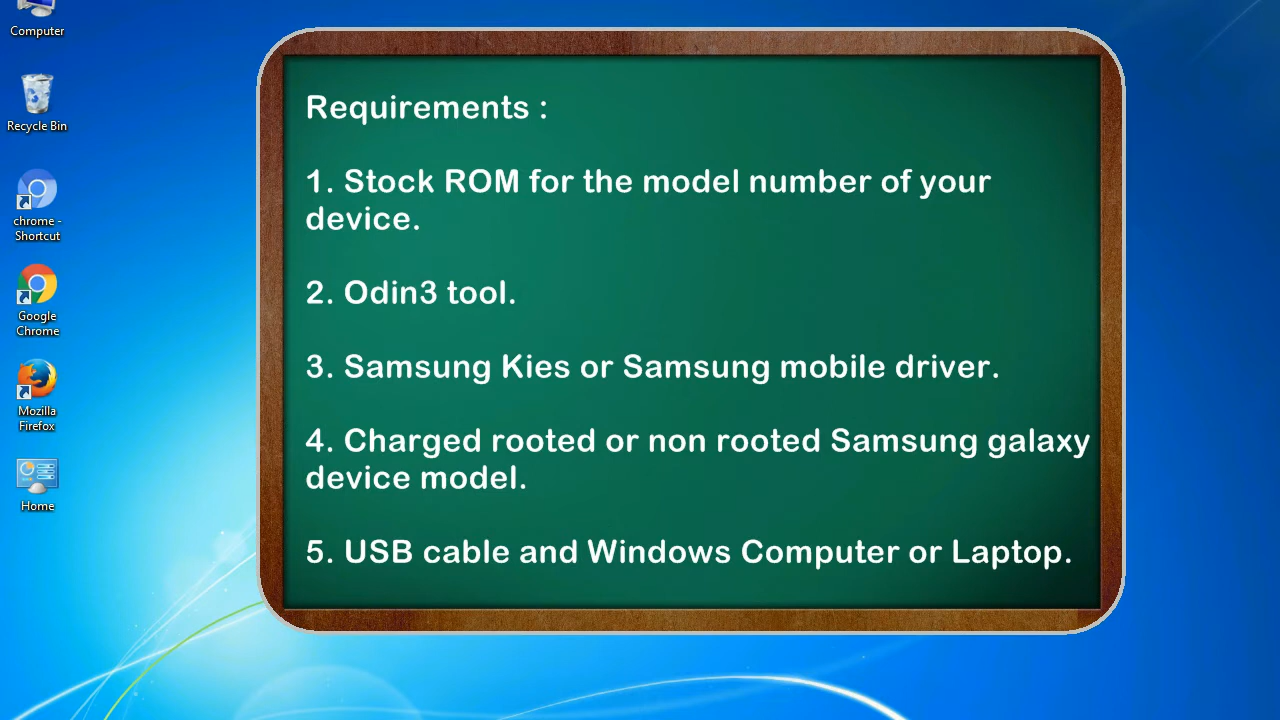 Computer
Recycle Bin
chrome -
Shortcut
Google
Chrome
Mozilla
Firefox
Home
Requirements :
1. Stock ROM for the model number of your
device.
2. Odin3 tool.
3. Samsung Kies or Samsung mobile driver.
4. Charged rooted or non rooted Samsung galaxy
device model.
5. USB cable and Windows Computer or Laptop.